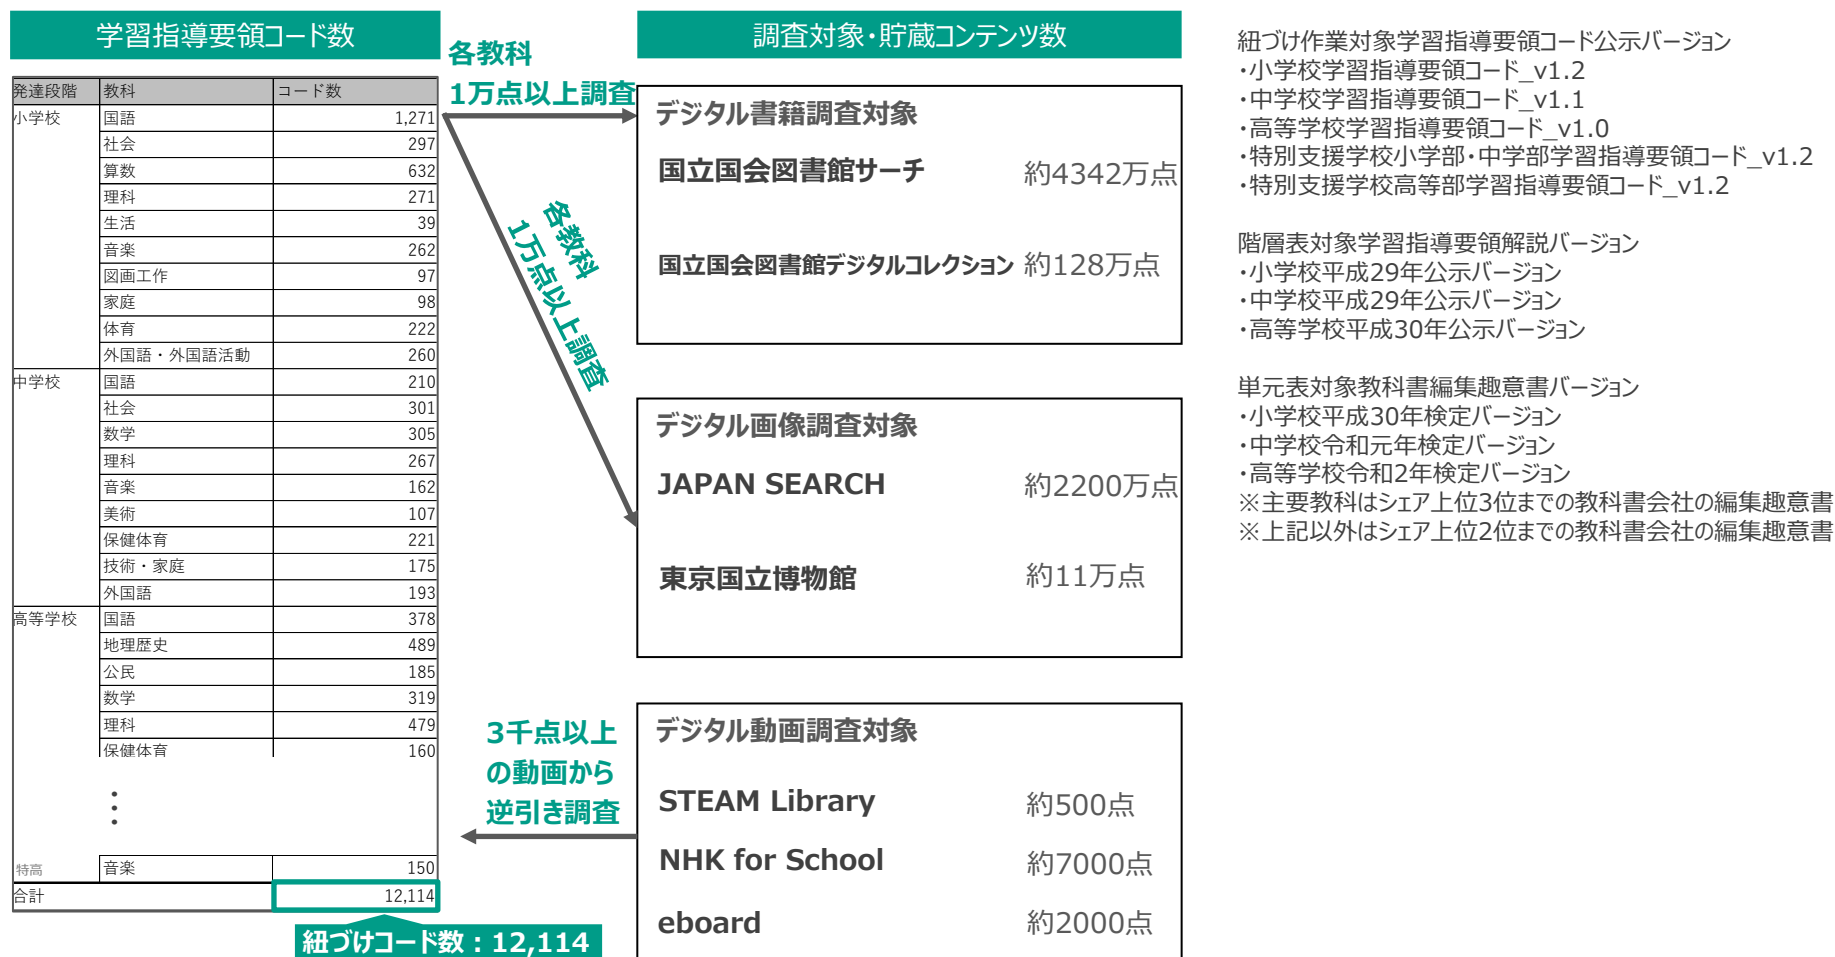 学習指導要領コード数
発達段階 教科 コード数
小学校 国語 1,271
社会 297
算数 632
理科 271
生活 39
音楽 262
図画工作 97
家庭 98
体育 222
外国語・外国語活動 260
中学校 国語 210
社会 301
数学 305
理科 267
音楽 162
美術 107
保健体育 221
技術・家庭 175
外国語 193
高等学校 国語 378
地理歴史 489
公民 185
数学 319
理科 479
保健体育 160
⋮
特高 音楽 150
合計 12,114
紐づけコード数：12,114
各教科
1万点以上調査
各教科
1万点以上調査
3千点以上
の動画から
逆引き調査
調査対象・貯蔵コンテンツ数
デジタル書籍調査対象
国立国会図書館サーチ 約4342万点
国立国会図書館デジタルコレクション 約128万点
デジタル画像調査対象
JAPAN SEARCH 約2200万点
東京国立博物館 約11万点
デジタル動画調査対象
STEAM Library 約500点
NHK for School 約7000点
eboard 約2000点
紐づけ作業対象学習指導要領コード公示バージョン
・小学校学習指導要領コード_v1.2
・中学校学習指導要領コード_v1.1
・高等学校学習指導要領コード_v1.0
・特別支援学校小学部・中学部学習指導要領コード_v1.2
・特別支援学校高等部学習指導要領コード_v1.2
階層表対象学習指導要領解説バージョン
・小学校平成29年公示バージョン
・中学校平成29年公示バージョン
・高等学校平成30年公示バージョン
単元表対象教科書編集趣意書バージョン
・小学校平成30年検定バージョン
・中学校令和元年検定バージョン
・高等学校令和2年検定バージョン
※主要教科はシェア上位3位までの教科書会社の編集趣意書
※上記以外はシェア上位2位までの教科書会社の編集趣意書